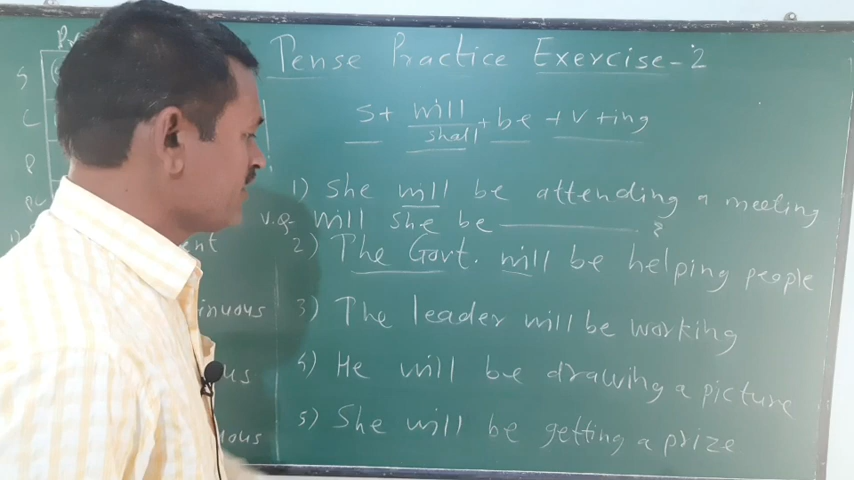 Tense Practice Exercise-2
S+ will/shall + be + V+ing
1) She will be attending a meeting
V.Q- Will she be ___________ ?
2) The Govt. will be helping people
3) The leader will be working
4) He will be drawing a picture
5) She will be getting a prize
S
C
P